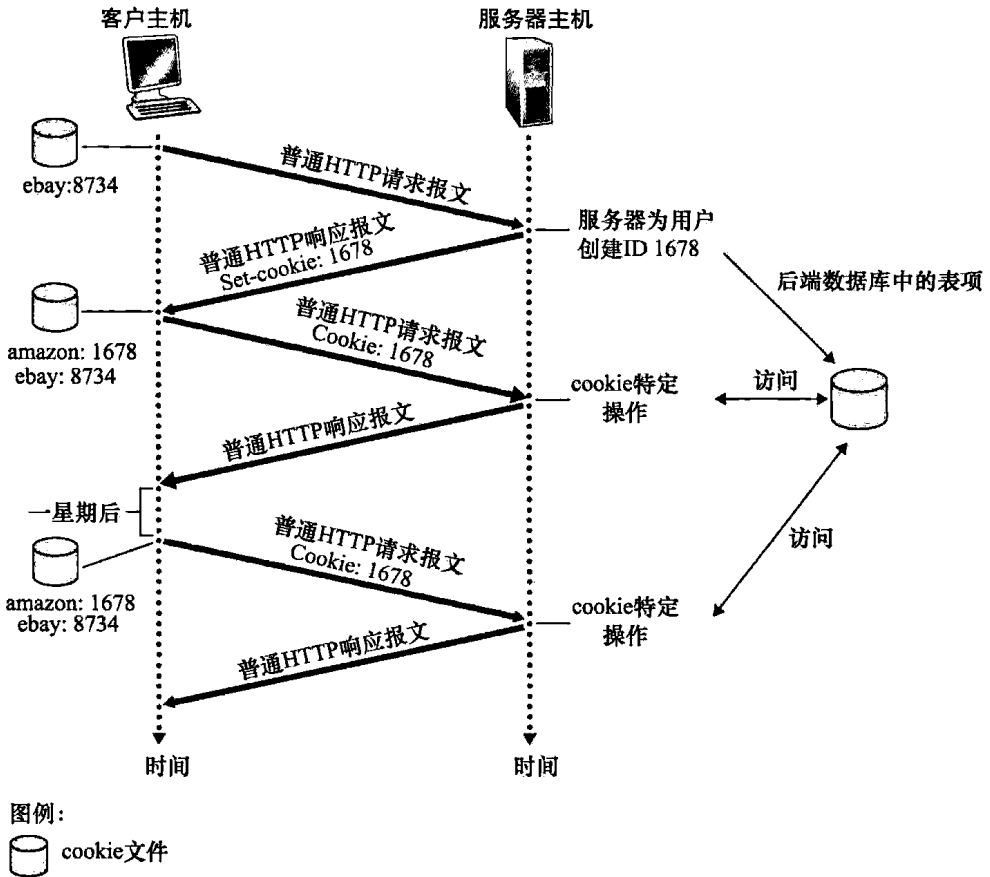 客户主机
服务器主机
ebay:8734
普通HTTP请求报文
服务器为用户
创建ID 1678
普通HTTP响应报文
Set-cookie: 1678
后端数据库中的表项
amazon: 1678
ebay: 8734
普通HTTP请求报文
Cookie: 1678
cookie特定
操作
访问
普通HTTP响应报文
一星期后
访问
普通HTTP请求报文
Cookie: 1678
amazon: 1678
ebay: 8734
cookie特定
操作
普通HTTP响应报文
时间
时间
图例：
cookie文件